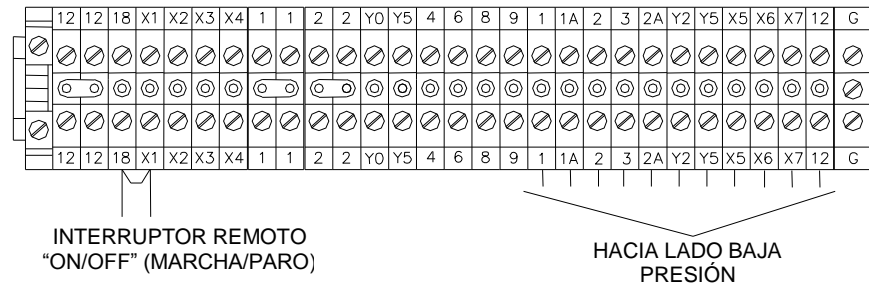 12 12 18 X1 X2 X3 X4 1 1 2 2 Y0 Y5 4 6 8 9 1 1A 2 3 2A Y2 Y5 X5 X6 X7 12 G
12 12 18 X1 X2 X3 X4 1 1 2 2 Y0 Y5 4 6 8 9 1 1A 2 3 2A Y2 Y5 X5 X6 X7 12 G
INTERRUPTOR REMOTO
“ON/OFF” (MARCHA/PARO)
HACIA LADO BAJA
PRESIÓN